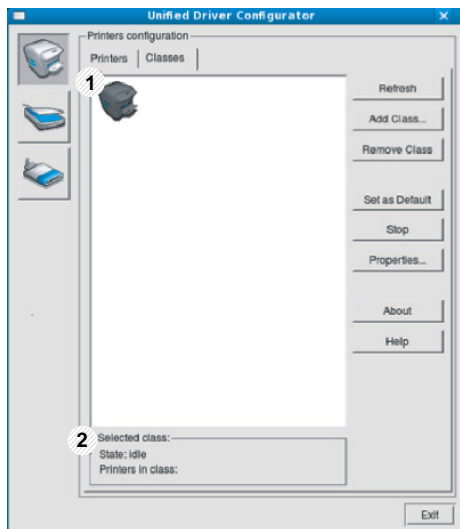 Unified Driver Configurator
Printers configuration
Printers Classes
1
Refresh
Add Class...
Remove Class
Set as Default
Stop
Properties...
About
Help
2 Selected class:
State: idle
Printers in class:
Exit